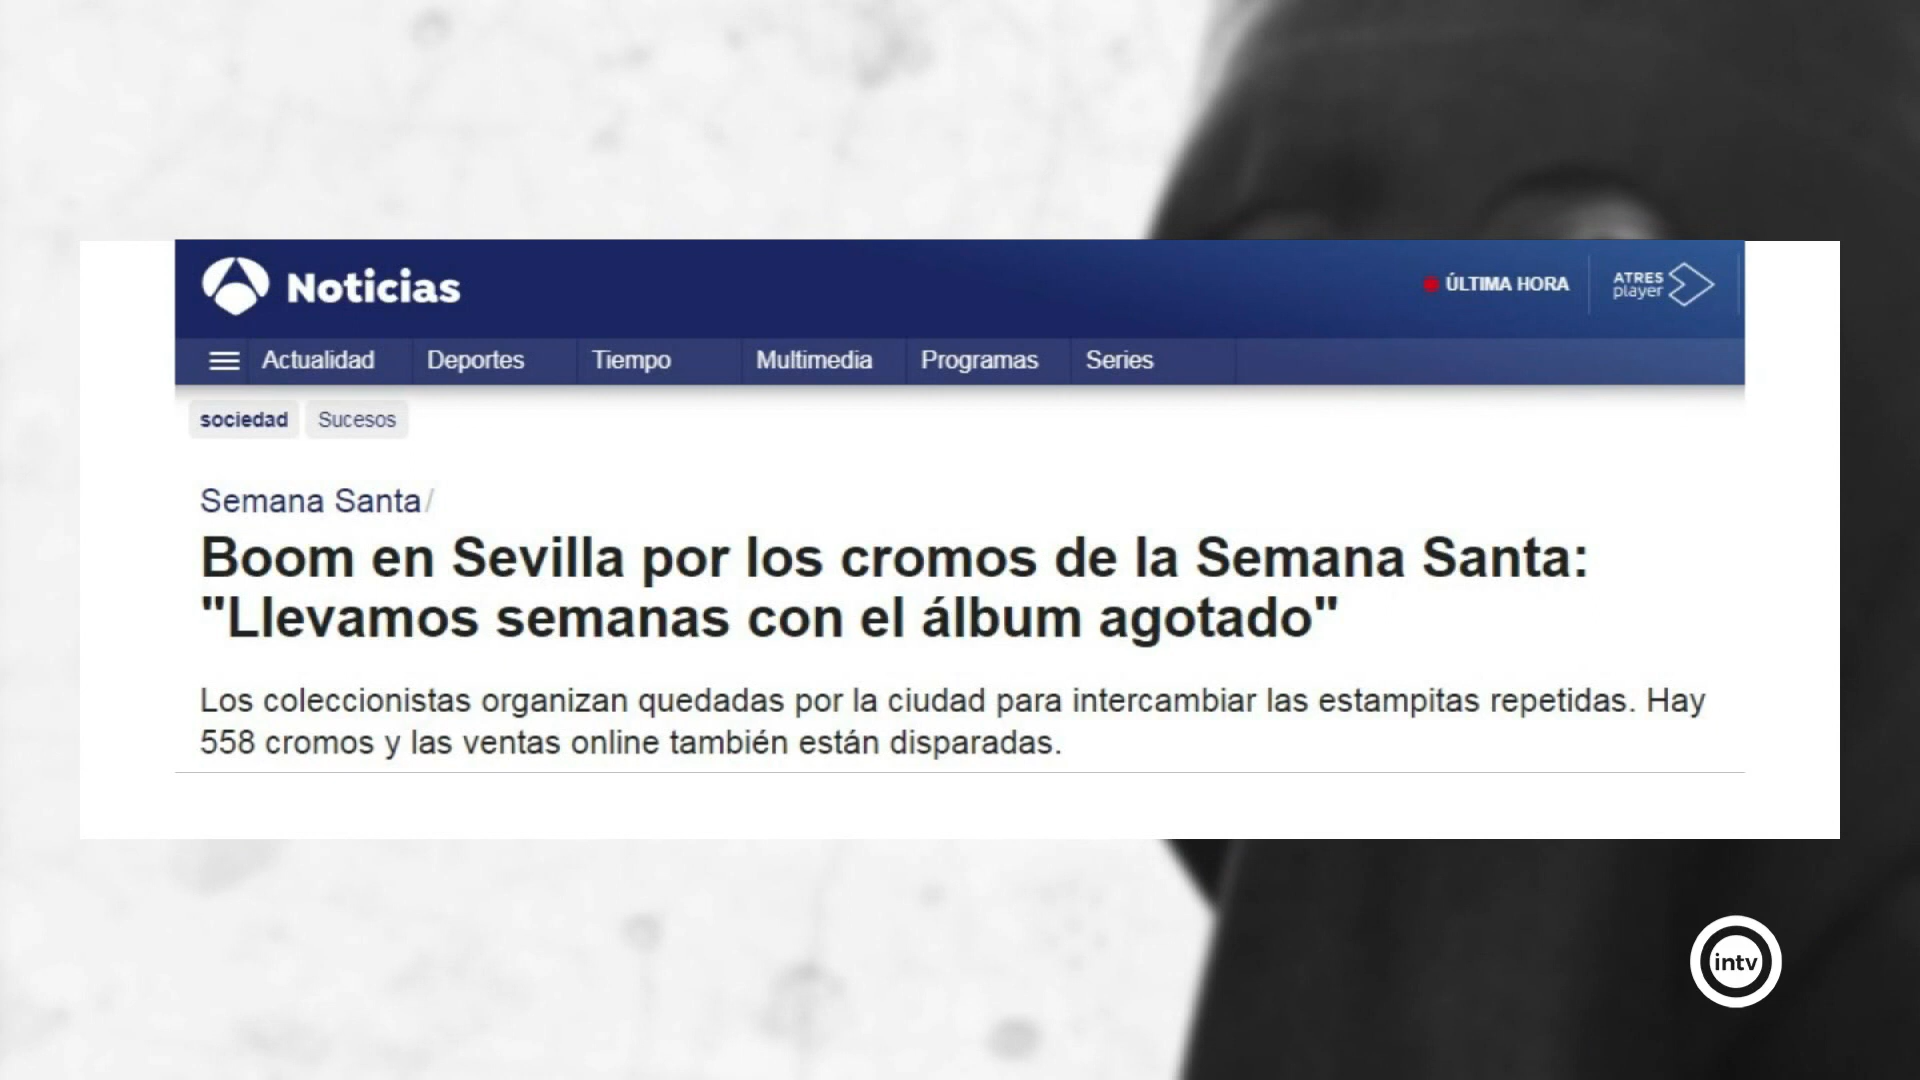 Noticias
ÚLTIMA HORA
ATRES
player
Actualidad Deportes Tiempo Multimedia Programas Series
sociedad Sucesos
Semana Santa/
Boom en Sevilla por los cromos de la Semana Santa:
"Llevamos semanas con el álbum agotado"
Los coleccionistas organizan quedadas por la ciudad para intercambiar las estampitas repetidas. Hay
558 cromos y las ventas online también están disparadas.
intv